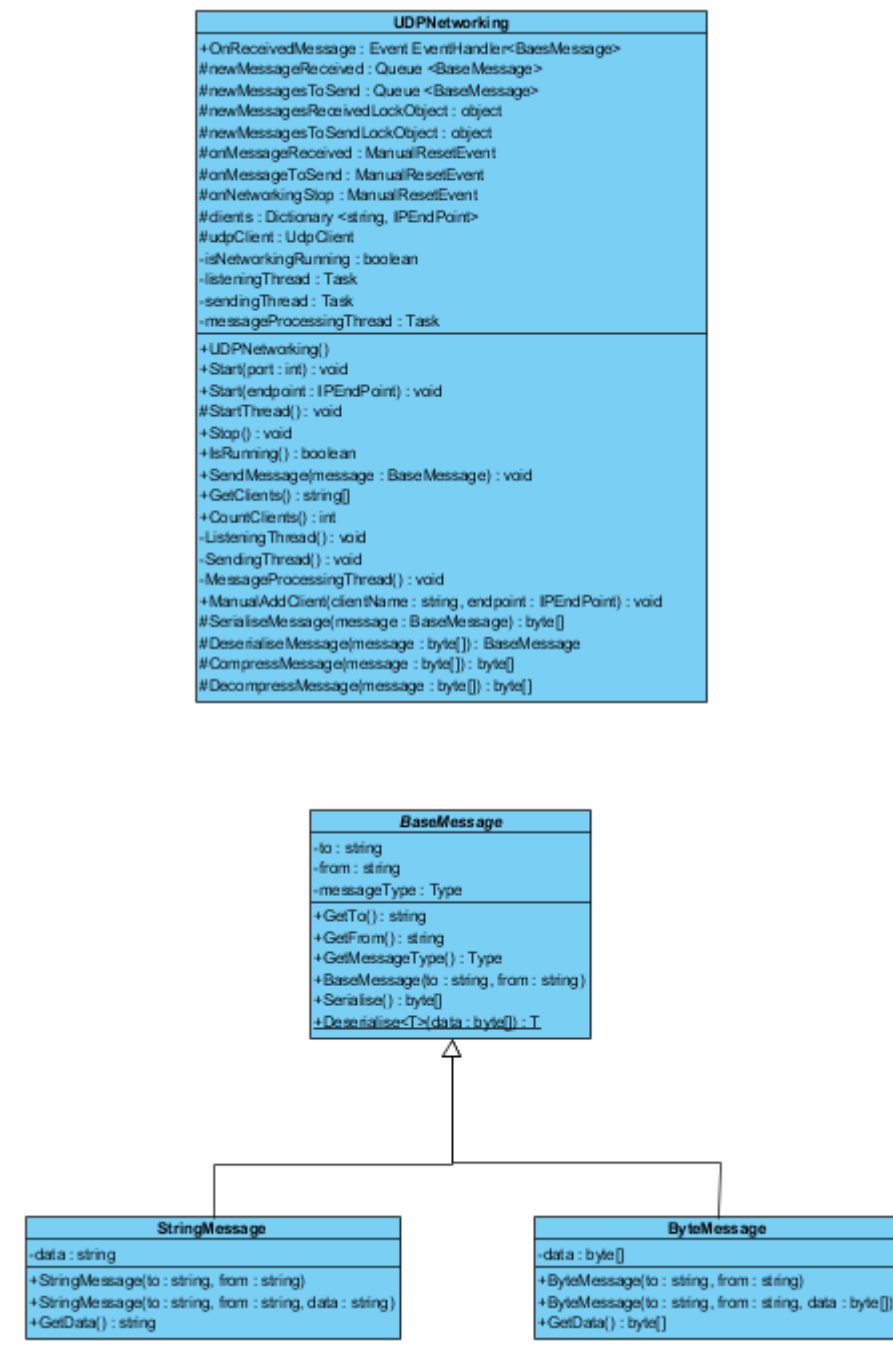 UDPNetworking
+OnReceivedMessage : Event EventHandler<BaesMessage>
#newMessageReceived : Queue <BaseMessage>
#newMessagesToSend : Queue <BaseMessage>
#newMessagesReceivedLockObject : object
#newMessagesToSendLockObject : object
#onMessageReceived : ManualResetEvent
#onMessageToSend : ManualResetEvent
#onNetworkingStop : ManualResetEvent
#clients : Dictionary <string, IPEndPoint>
#udpClient : UdpClient
-isNetworkingRunning : boolean
-listeningThread : Task
-sendingThread : Task
-messageProcessingThread : Task
+UDPNetworking()
+Start(port : int) : void
+Start(endpoint : IPEndPoint) : void
#StartThread() : void
+Stop() : void
+IsRunning() : boolean
+SendMessage(message : BaseMessage) : void
+GetClients() : string[]
+CountClients() : int
-ListeningThread() : void
-SendingThread() : void
-MessageProcessingThread() : void
+ManualAddClient(clientName : string, endpoint : IPEndPoint) : void
#SerialiseMessage(message : BaseMessage) : byte[]
#DeserialiseMessage(message : byte[]) : BaseMessage
#CompressMessage(message : byte[]) : byte[]
#DecompressMessage(message : byte[]) : byte[]
BaseMessage
-to : string
-from : string
-messageType : Type
+GetTo() : string
+GetFrom() : string
+GetMessageType() : Type
+BaseMessage(to : string, from : string)
+Serialise() : byte[]
+Deserialise<T>(data : byte[]) : T
StringMessage
-data : string
+StringMessage(to : string, from : string)
+StringMessage(to : string, from : string, data : string)
+GetData() : string
ByteMessage
-data : byte[]
+ByteMessage(to : string, from : string)
+ByteMessage(to : string, from : string, data : byte[])
+GetData() : byte[]